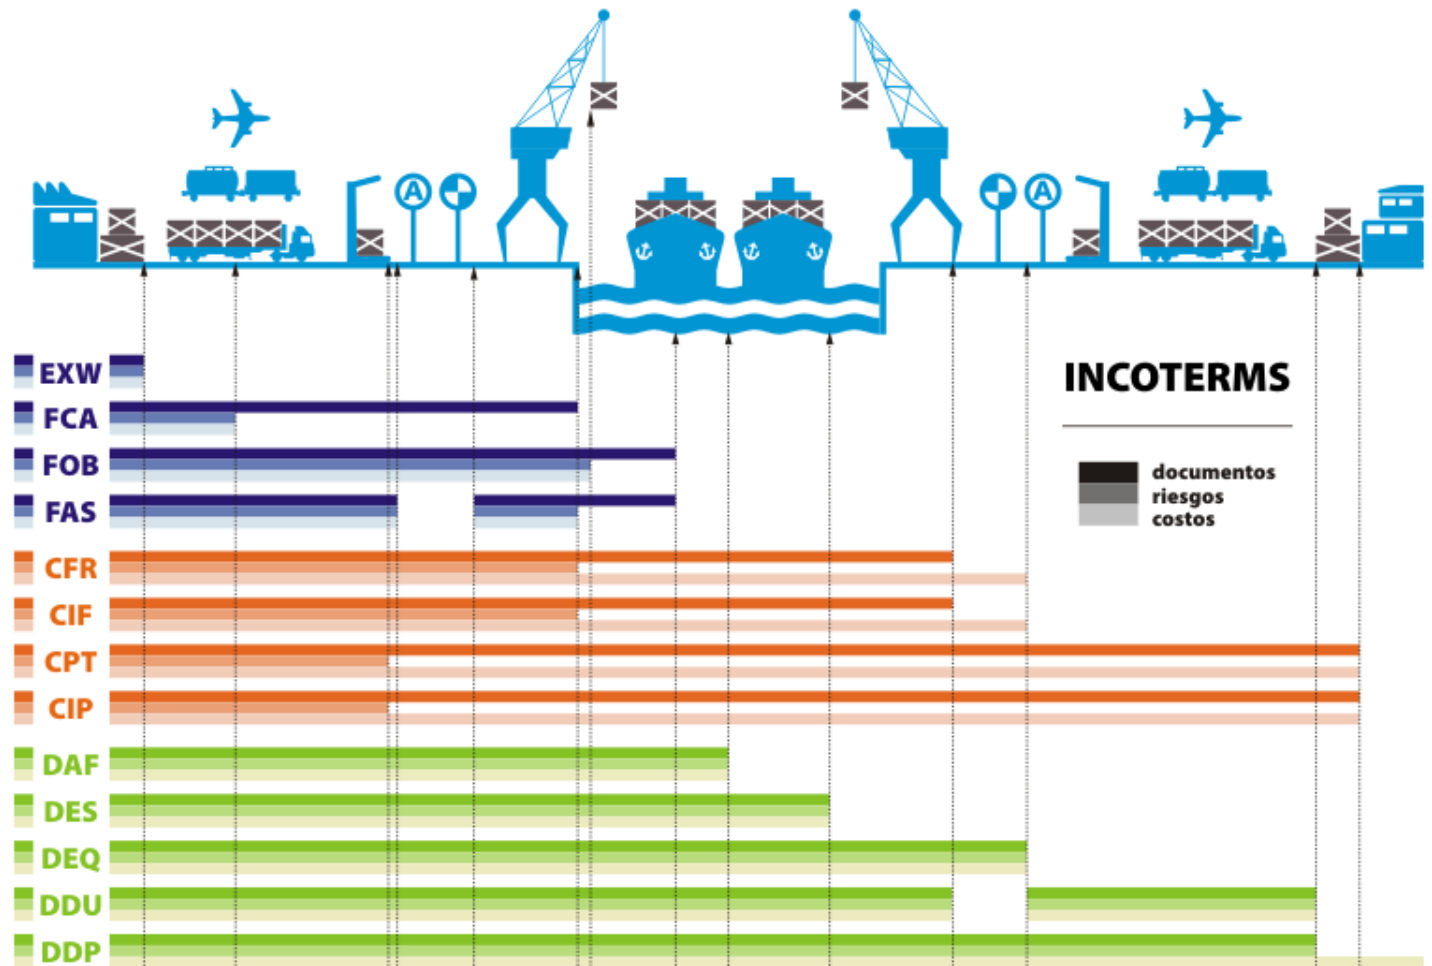 A
A
EXW
INCOTERMS
FCA
FOB
documentos
riesgos
FAS
costos
CFR
CIF
CPT
CIP
DAF
DES
DEQ
DDU
DDP